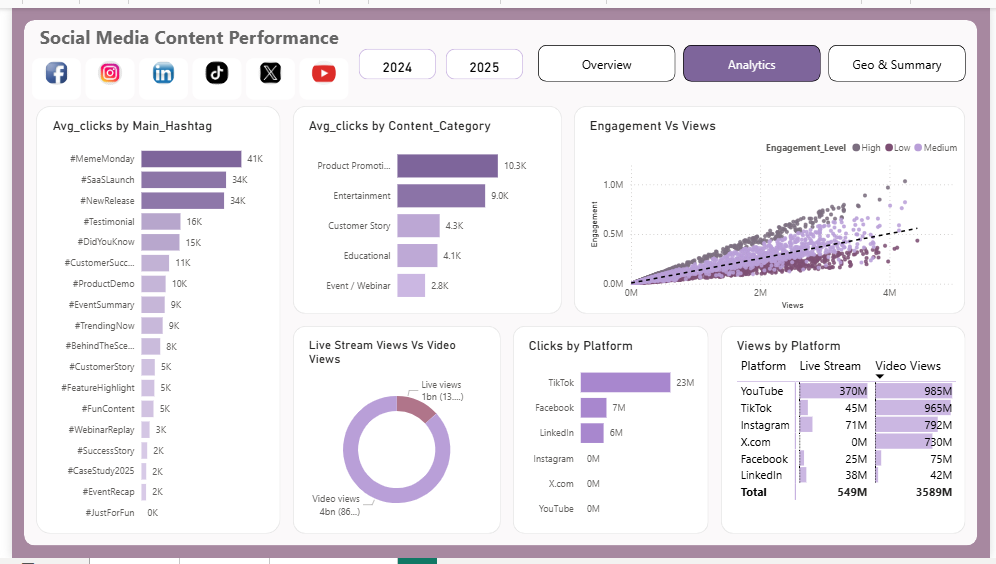 Social Media Content Performance
2024
2025
Overview
Analytics
Geo & Summary
Avg_clicks by Main_Hashtag
#MemeMonday 41K
#SaaSLaunch 34K
#NewRelease 34K
#Testimonial 16K
#DidYouKnow 15K
#CustomerSucc... 11K
#ProductDemo 10K
#EventSummary 9K
#TrendingNow 9K
#BehindTheSce... 8K
#CustomerStory 5K
#FeatureHighlight 5K
#FunContent 5K
#WebinarReplay 3K
#SuccessStory 2K
#CaseStudy2025 2K
#EventRecap 2K
#JustForFun 0K
Avg_clicks by Content_Category
Product Promoti... 10.3K
Entertainment 9.0K
Customer Story 4.3K
Educational 4.1K
Event / Webinar 2.8K
Engagement Vs Views
Engagement_Level High Low Medium
Engagement
1.0M
0.5M
0.0M
0M 2M 4M
Views
Live Stream Views Vs Video
Views
Live views
1bn (13....)
Video views
4bn (86...)
Clicks by Platform
TikTok 23M
Facebook 7M
LinkedIn 6M
Instagram 0M
X.com 0M
YouTube 0M
Views by Platform
Platform Live Stream Video Views
YouTube 370M 985M
TikTok 45M 965M
Instagram 71M 792M
X.com 0M 730M
Facebook 25M 75M
LinkedIn 38M 42M
Total 549M 3589M